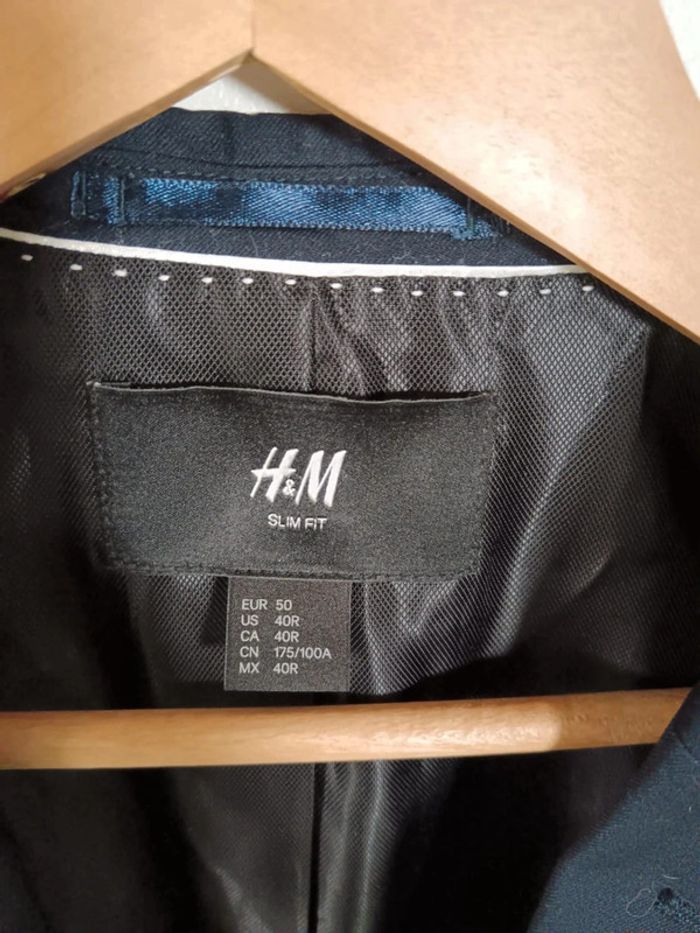 H&M
SLIM FIT
EUR 50
US 40R
CA 40R
CN 175/100A
MX 40R